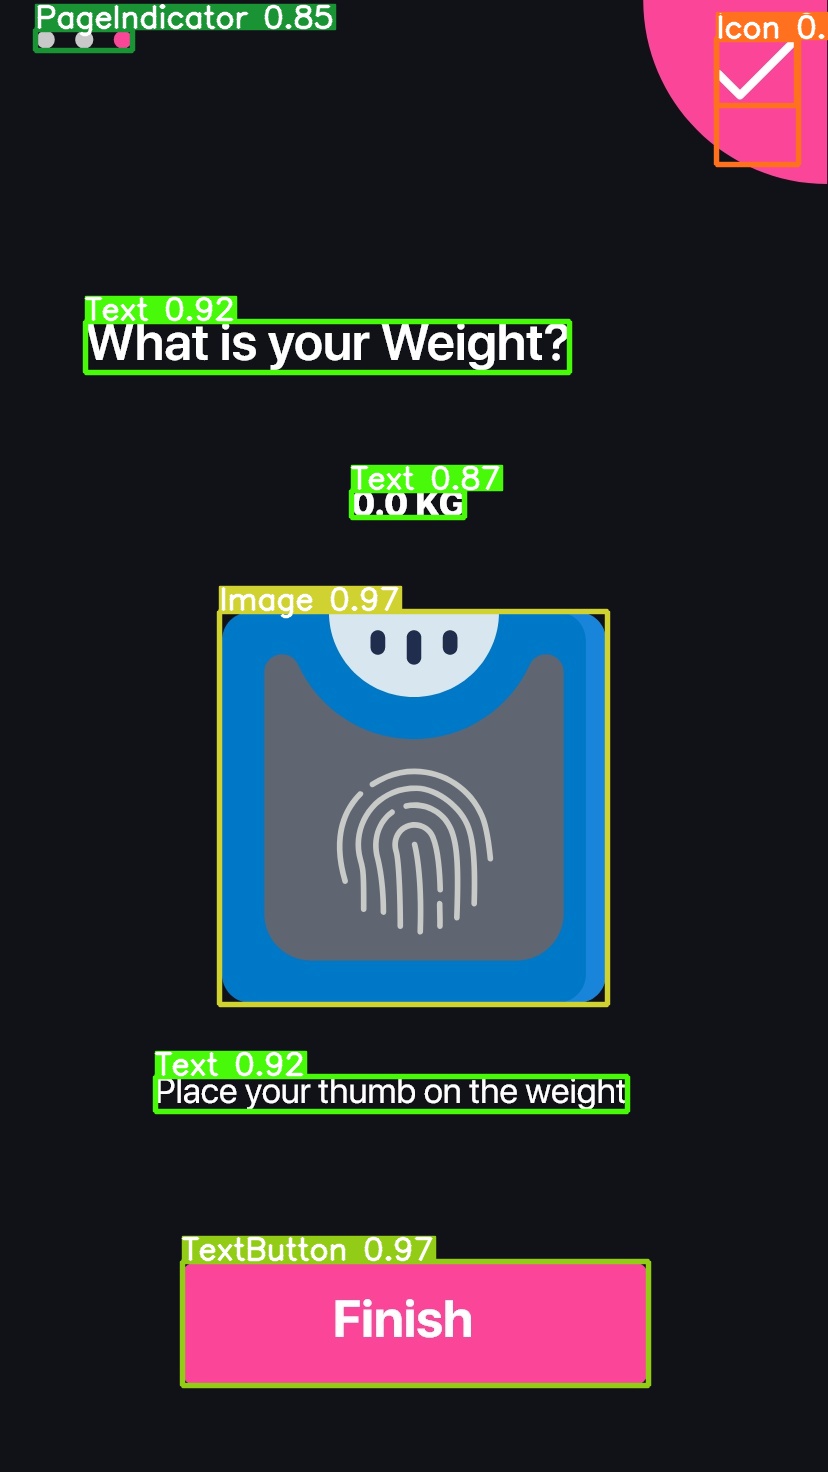 PageIndicator 0.85
Icon 0.
Text 0.92
What is your Weight?
Text 0.87
0.0 KG
Image 0.97
Text 0.92
Place your thumb on the weight
TextButton 0.97
Finish